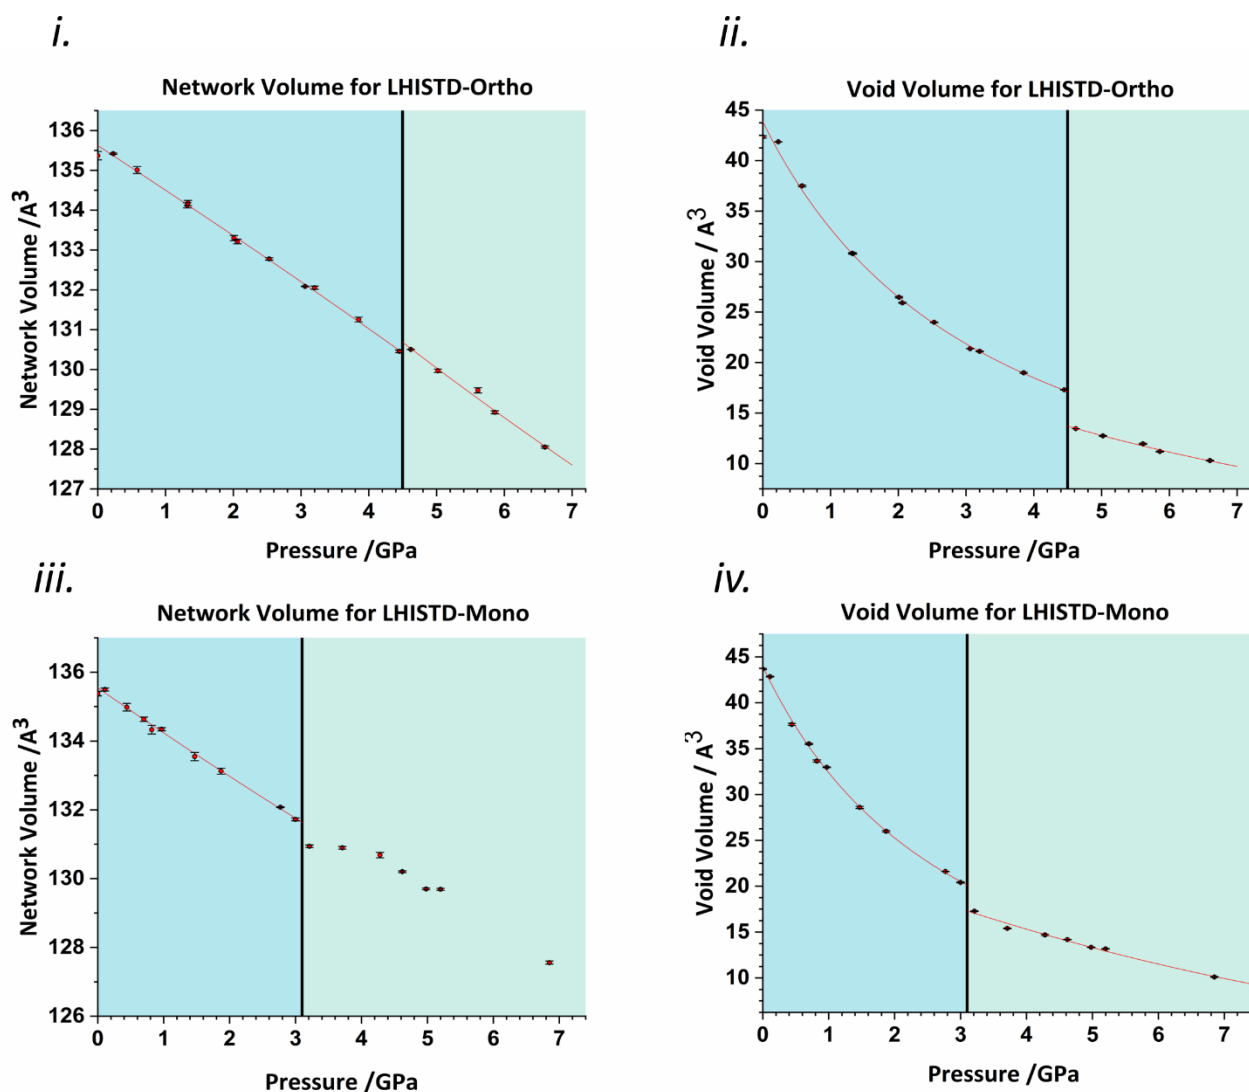 i.
Network Volume for LHISTD-Ortho
Network Volume /A³
136
135
134
133
132
131
130
129
128
127
0 1 2 3 4 5 6 7
Pressure /GPa
ii.
Void Volume for LHISTD-Ortho
Void Volume / A³
45
40
35
30
25
20
15
10
0 1 2 3 4 5 6 7
Pressure /GPa
iii.
Network Volume for LHISTD-Mono
Network Volume /A³
136
134
132
130
128
126
0 1 2 3 4 5 6 7
Pressure /GPa
iv.
Void Volume for LHISTD-Mono
Void Volume / A³
45
40
35
30
25
20
15
10
0 1 2 3 4 5 6 7
Pressure /GPa